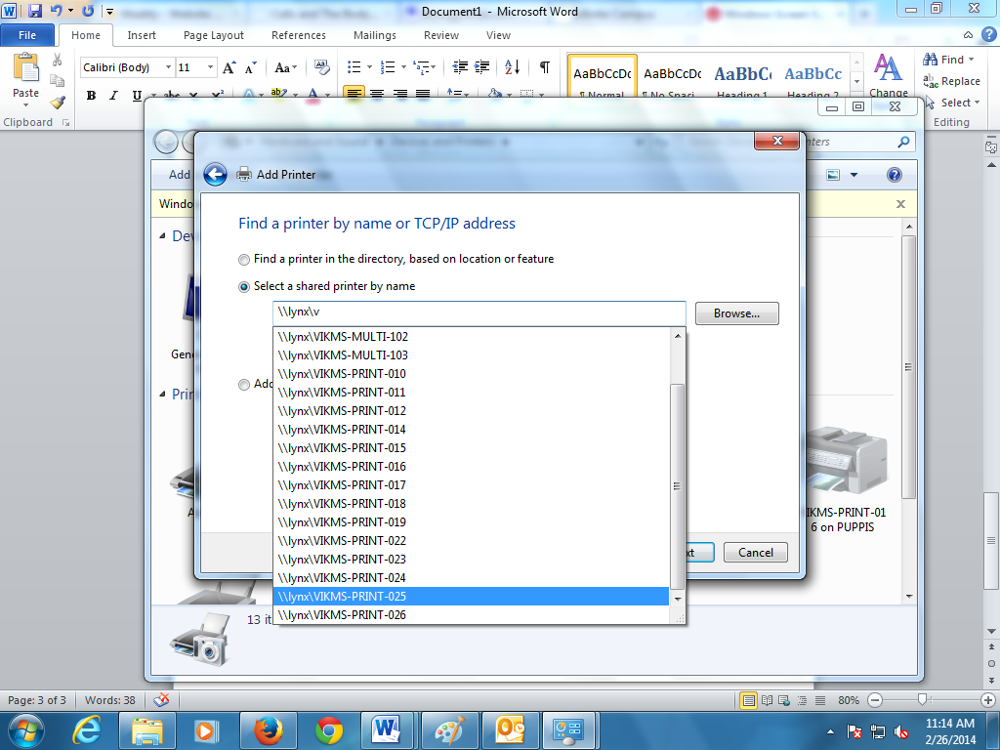 Document1 - Microsoft Word
File Home Insert Page Layout References Mailings Review View
Calibri (Body) 11 A A Aa
Paste
B I U abc x₂ x²
Clipboard
AaBbCcDc AaBbCcDc AaBbC AaBbCc
¶ Normal ¶ No Spaci... Heading 1 Heading 2
Change
Find
Replace
Select
Editing
Add
Add Printer
Windo
Find a printer by name or TCP/IP address
Find a printer in the directory, based on location or feature
Select a shared printer by name
\\lynx\v
Browse...
\\lynx\VIKMS-MULTI-102
\\lynx\VIKMS-MULTI-103
\\lynx\VIKMS-PRINT-010
\\lynx\VIKMS-PRINT-011
\\lynx\VIKMS-PRINT-012
\\lynx\VIKMS-PRINT-014
\\lynx\VIKMS-PRINT-015
\\lynx\VIKMS-PRINT-016
\\lynx\VIKMS-PRINT-017
\\lynx\VIKMS-PRINT-018
\\lynx\VIKMS-PRINT-019
\\lynx\VIKMS-PRINT-022
\\lynx\VIKMS-PRINT-023
\\lynx\VIKMS-PRINT-024
\\lynx\VIKMS-PRINT-025
\\lynx\VIKMS-PRINT-026
Dev
Gene
Prin
Add
A
xt
Cancel
IKMS-PRINT-01
6 on PUPPIS
13 it
Page: 3 of 3 Words: 38 80%
11:14 AM
2/26/2014